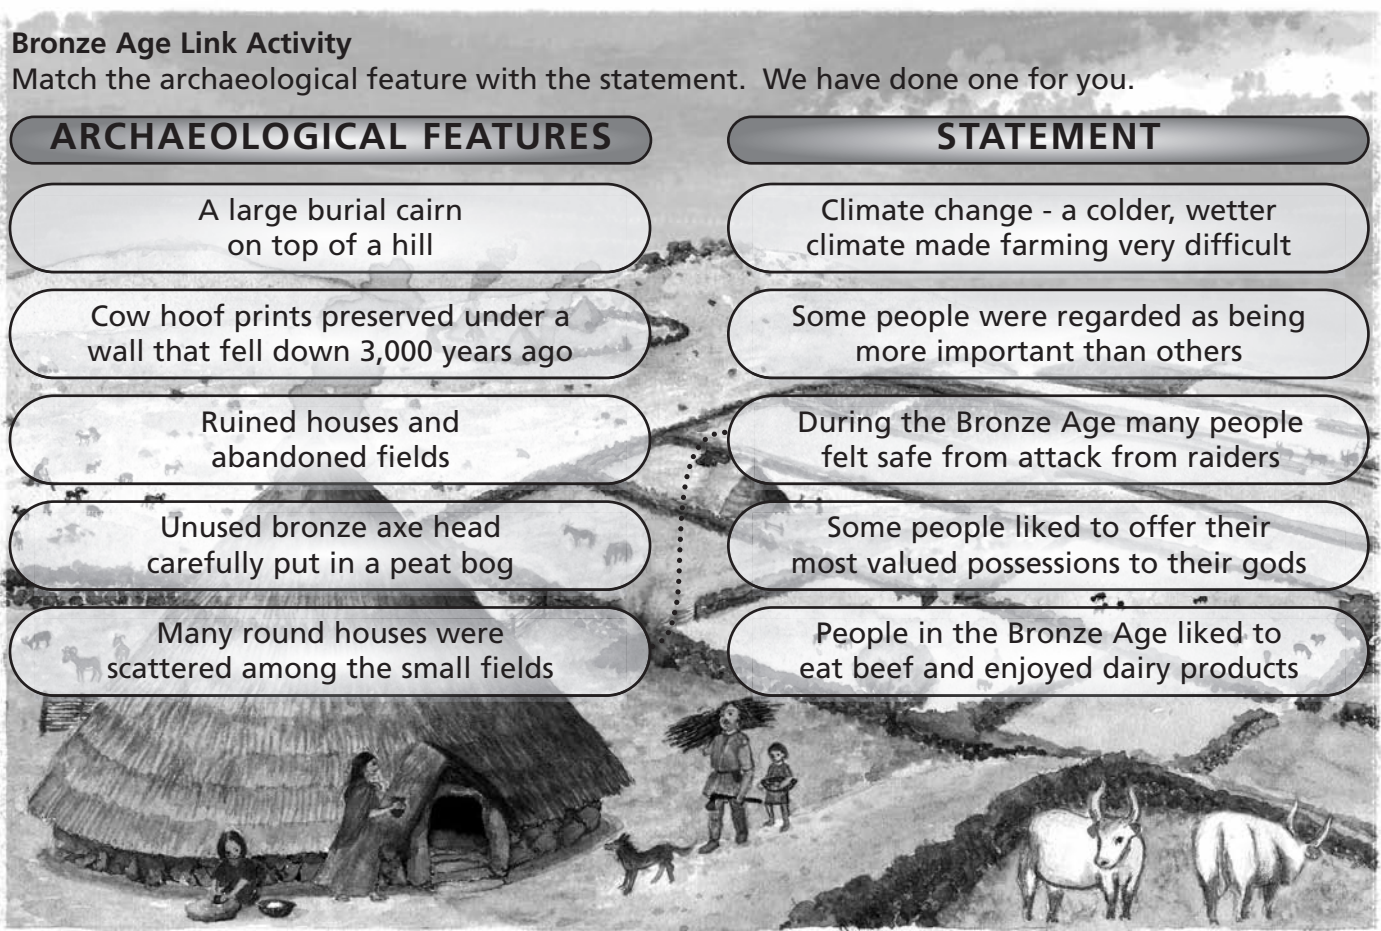 Bronze Age Link Activity
Match the archaeological feature with the statement.  We have done one for you.
ARCHAEOLOGICAL FEATURES
A large burial cairn
on top of a hill
Cow hoof prints preserved under a
wall that fell down 3,000 years ago
Ruined houses and
abandoned fields
Unused bronze axe head
carefully put in a peat bog
Many round houses were
scattered among the small fields
STATEMENT
Climate change - a colder, wetter
climate made farming very difficult
Some people were regarded as being
more important than others
During the Bronze Age many people
felt safe from attack from raiders
Some people liked to offer their
most valued possessions to their gods
People in the Bronze Age liked to
eat beef and enjoyed dairy products